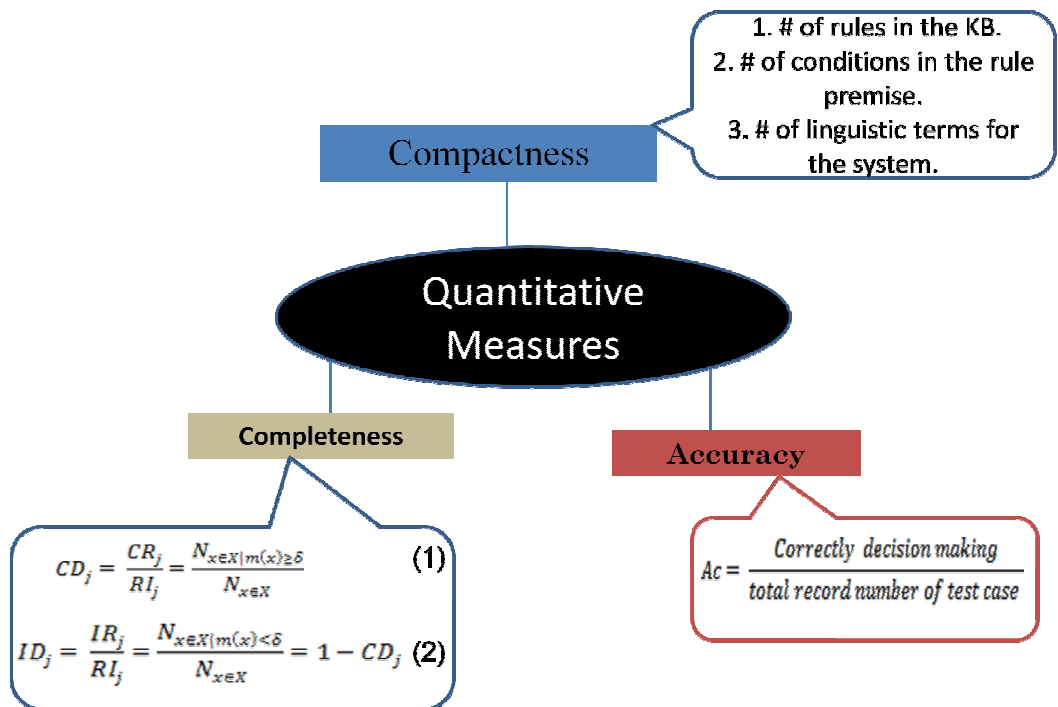 1. # of rules in the KB.
2. # of conditions in the rule
premise.
3. # of linguistic terms for
the system.
Compactness
Quantitative
Measures
Completeness
Accuracy
CD_j = CR_j / RI_j = N_{x∈X|m(x)≥δ} / N_{x∈X} (1)
ID_j = IR_j / RI_j = N_{x∈X|m(x)<δ} / N_{x∈X} = 1 − CD_j (2)
Ac = Correctly decision making / total record number of test case